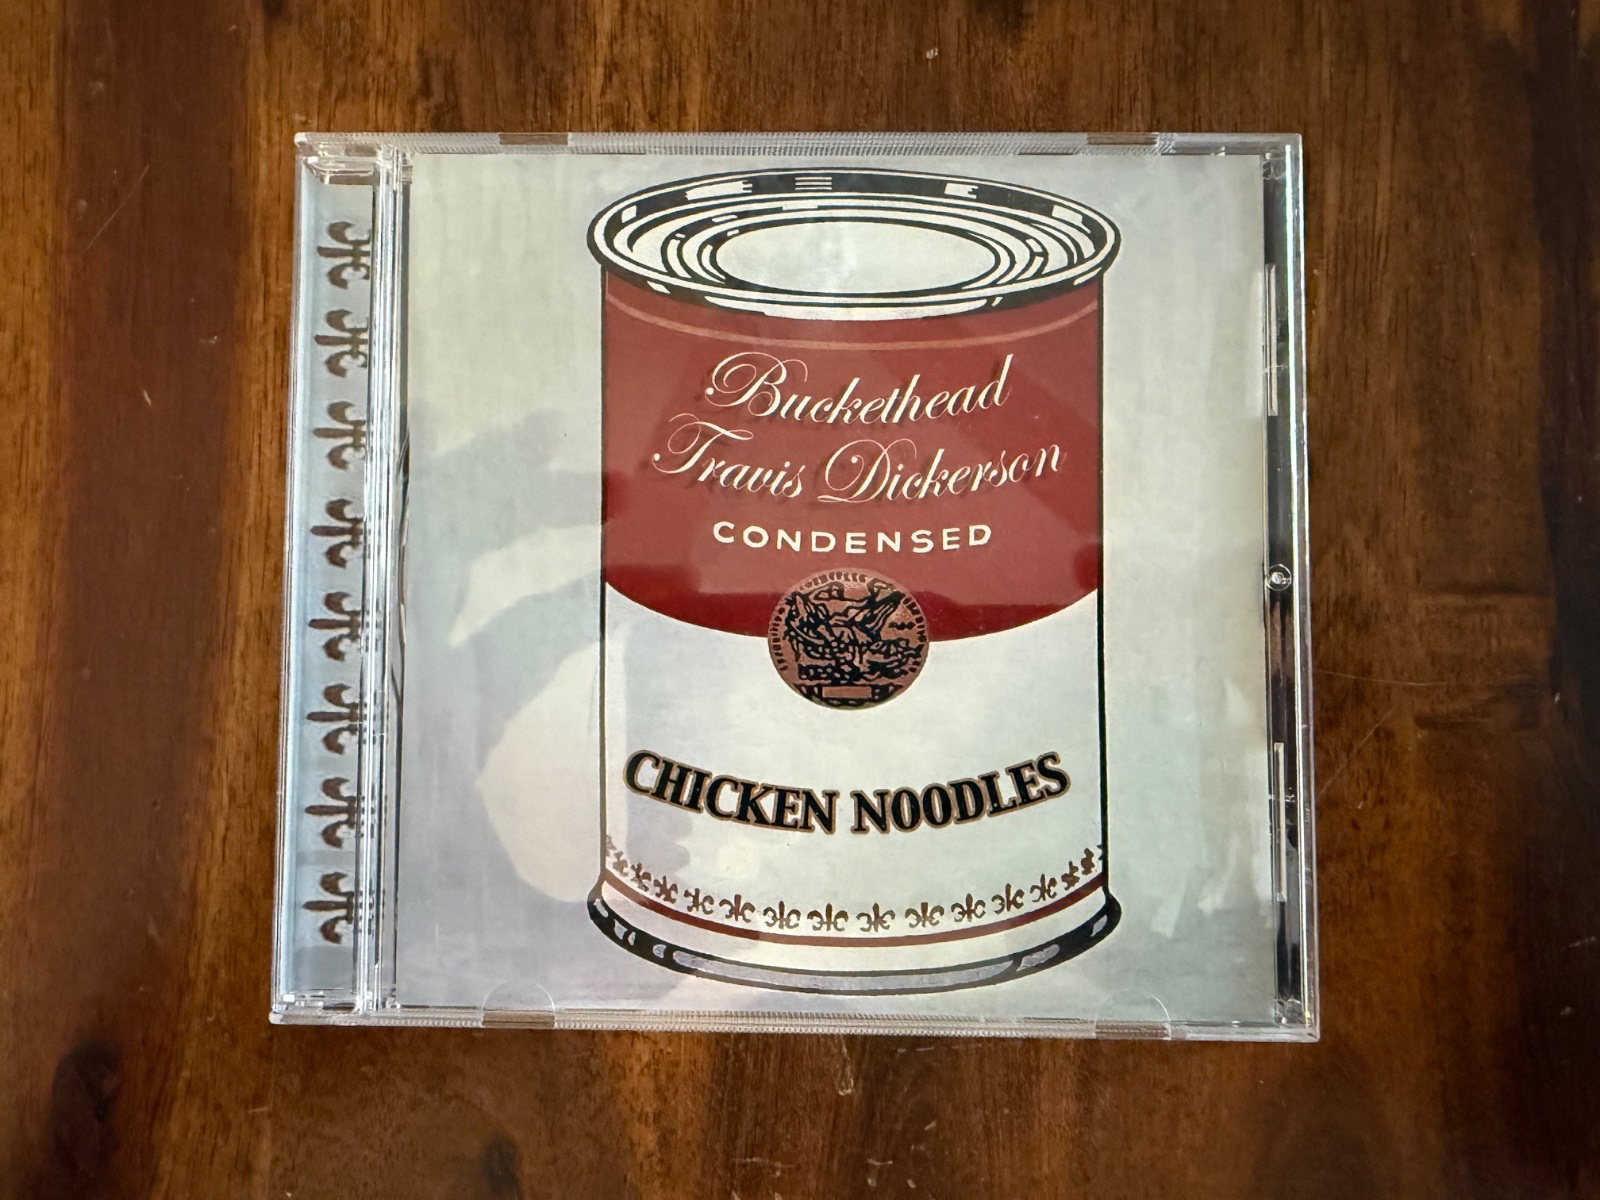 Buckethead
Travis Dickerson
CONDENSED
CHICKEN NOODLES